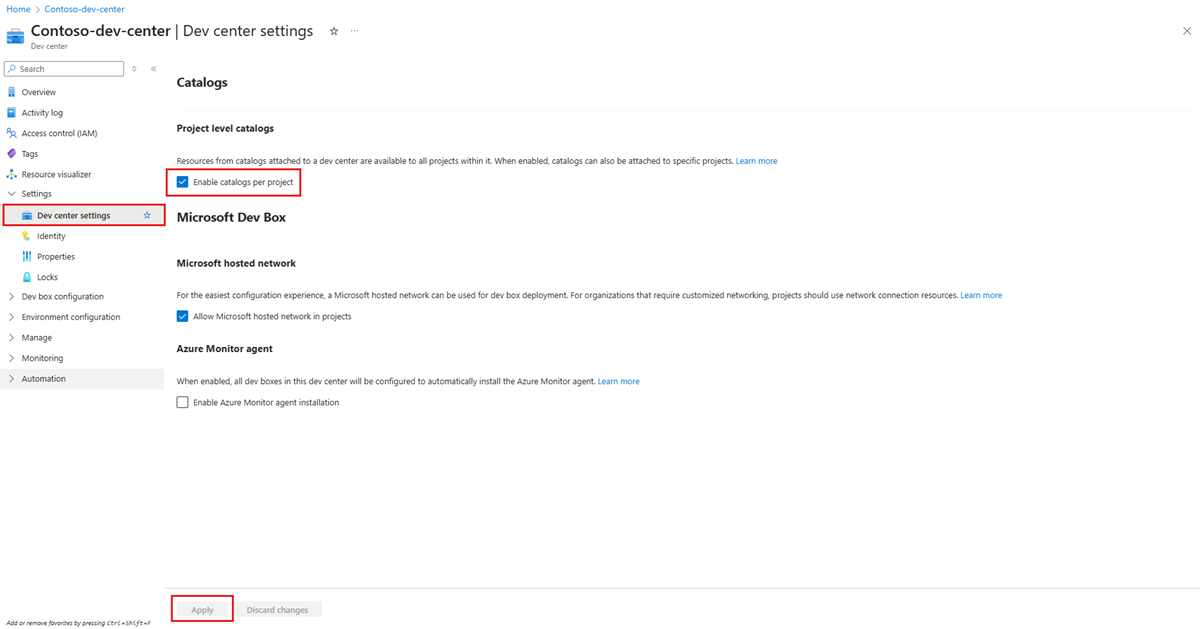 Home > Contoso-dev-center
Contoso-dev-center | Dev center settings
Dev center
Search
Overview
Activity log
Access control (IAM)
Tags
Resource visualizer
Settings
Dev center settings
Identity
Properties
Locks
Dev box configuration
Environment configuration
Manage
Monitoring
Automation
Add or remove favorites by pressing Ctrl+Shift+F
Catalogs
Project level catalogs
Resources from catalogs attached to a dev center are available to all projects within it. When enabled, catalogs can also be attached to specific projects. Learn more
Enable catalogs per project
Microsoft Dev Box
Microsoft hosted network
For the easiest configuration experience, a Microsoft hosted network can be used for dev box deployment. For organizations that require customized networking, projects should use network connection resources. Learn more
Allow Microsoft hosted network in projects
Azure Monitor agent
When enabled, all dev boxes in this dev center will be configured to automatically install the Azure Monitor agent. Learn more
Enable Azure Monitor agent installation
Apply
Discard changes